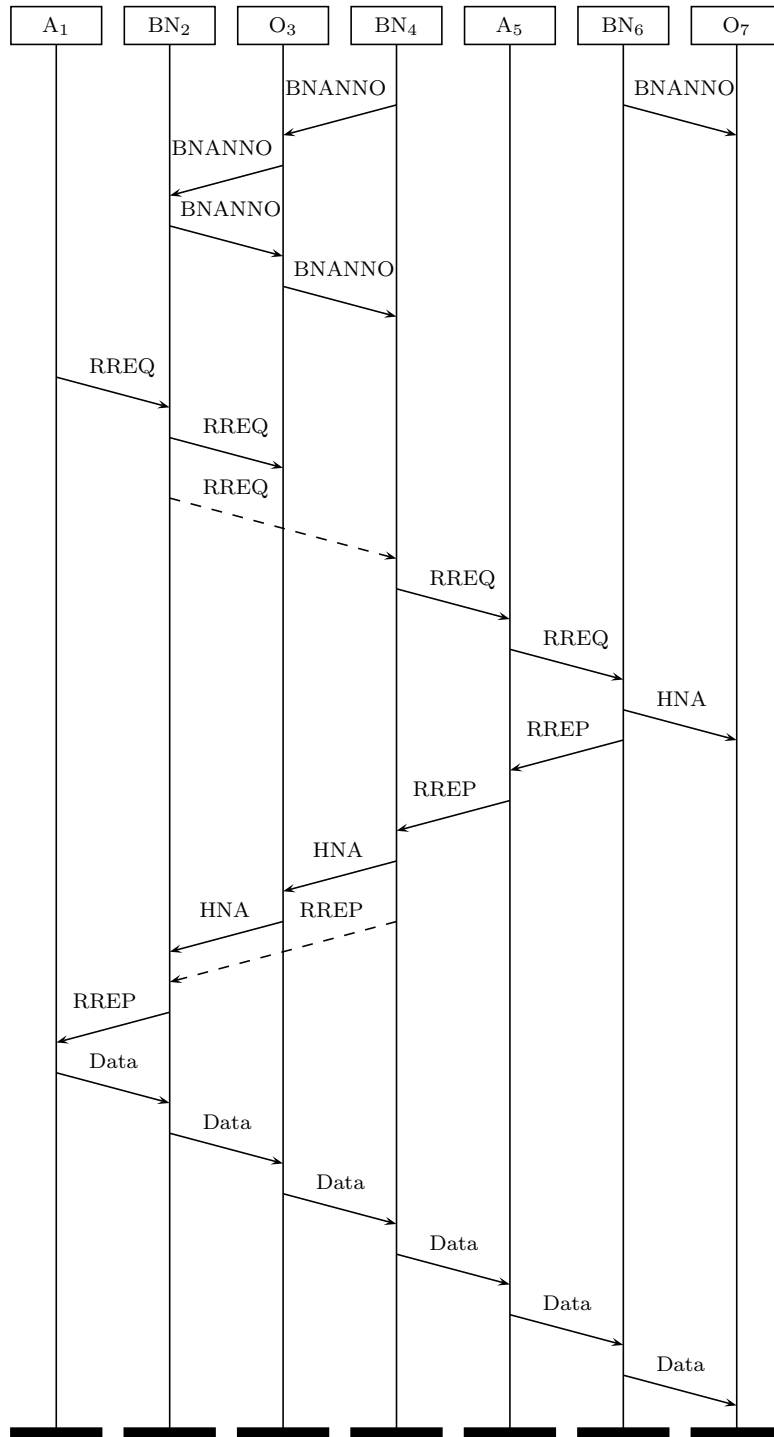 A₁ BN₂ O₃ BN₄ A₅ BN₆ O₇
BNANNO BNANNO
BNANNO
BNANNO
BNANNO
RREQ
RREQ
RREQ
RREQ
RREQ
HNA
RREP
RREP
HNA
HNA RREP
RREP
Data
Data
Data
Data
Data
Data